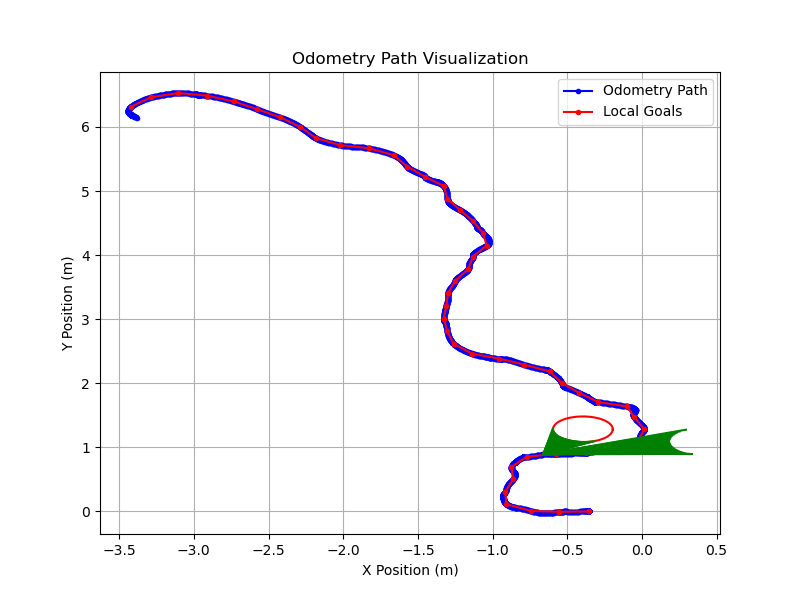 Odometry Path Visualization
Odometry Path
Local Goals
Y Position (m)
6
5
4
3
2
1
0
−3.5 −3.0 −2.5 −2.0 −1.5 −1.0 −0.5 0.0 0.5
X Position (m)